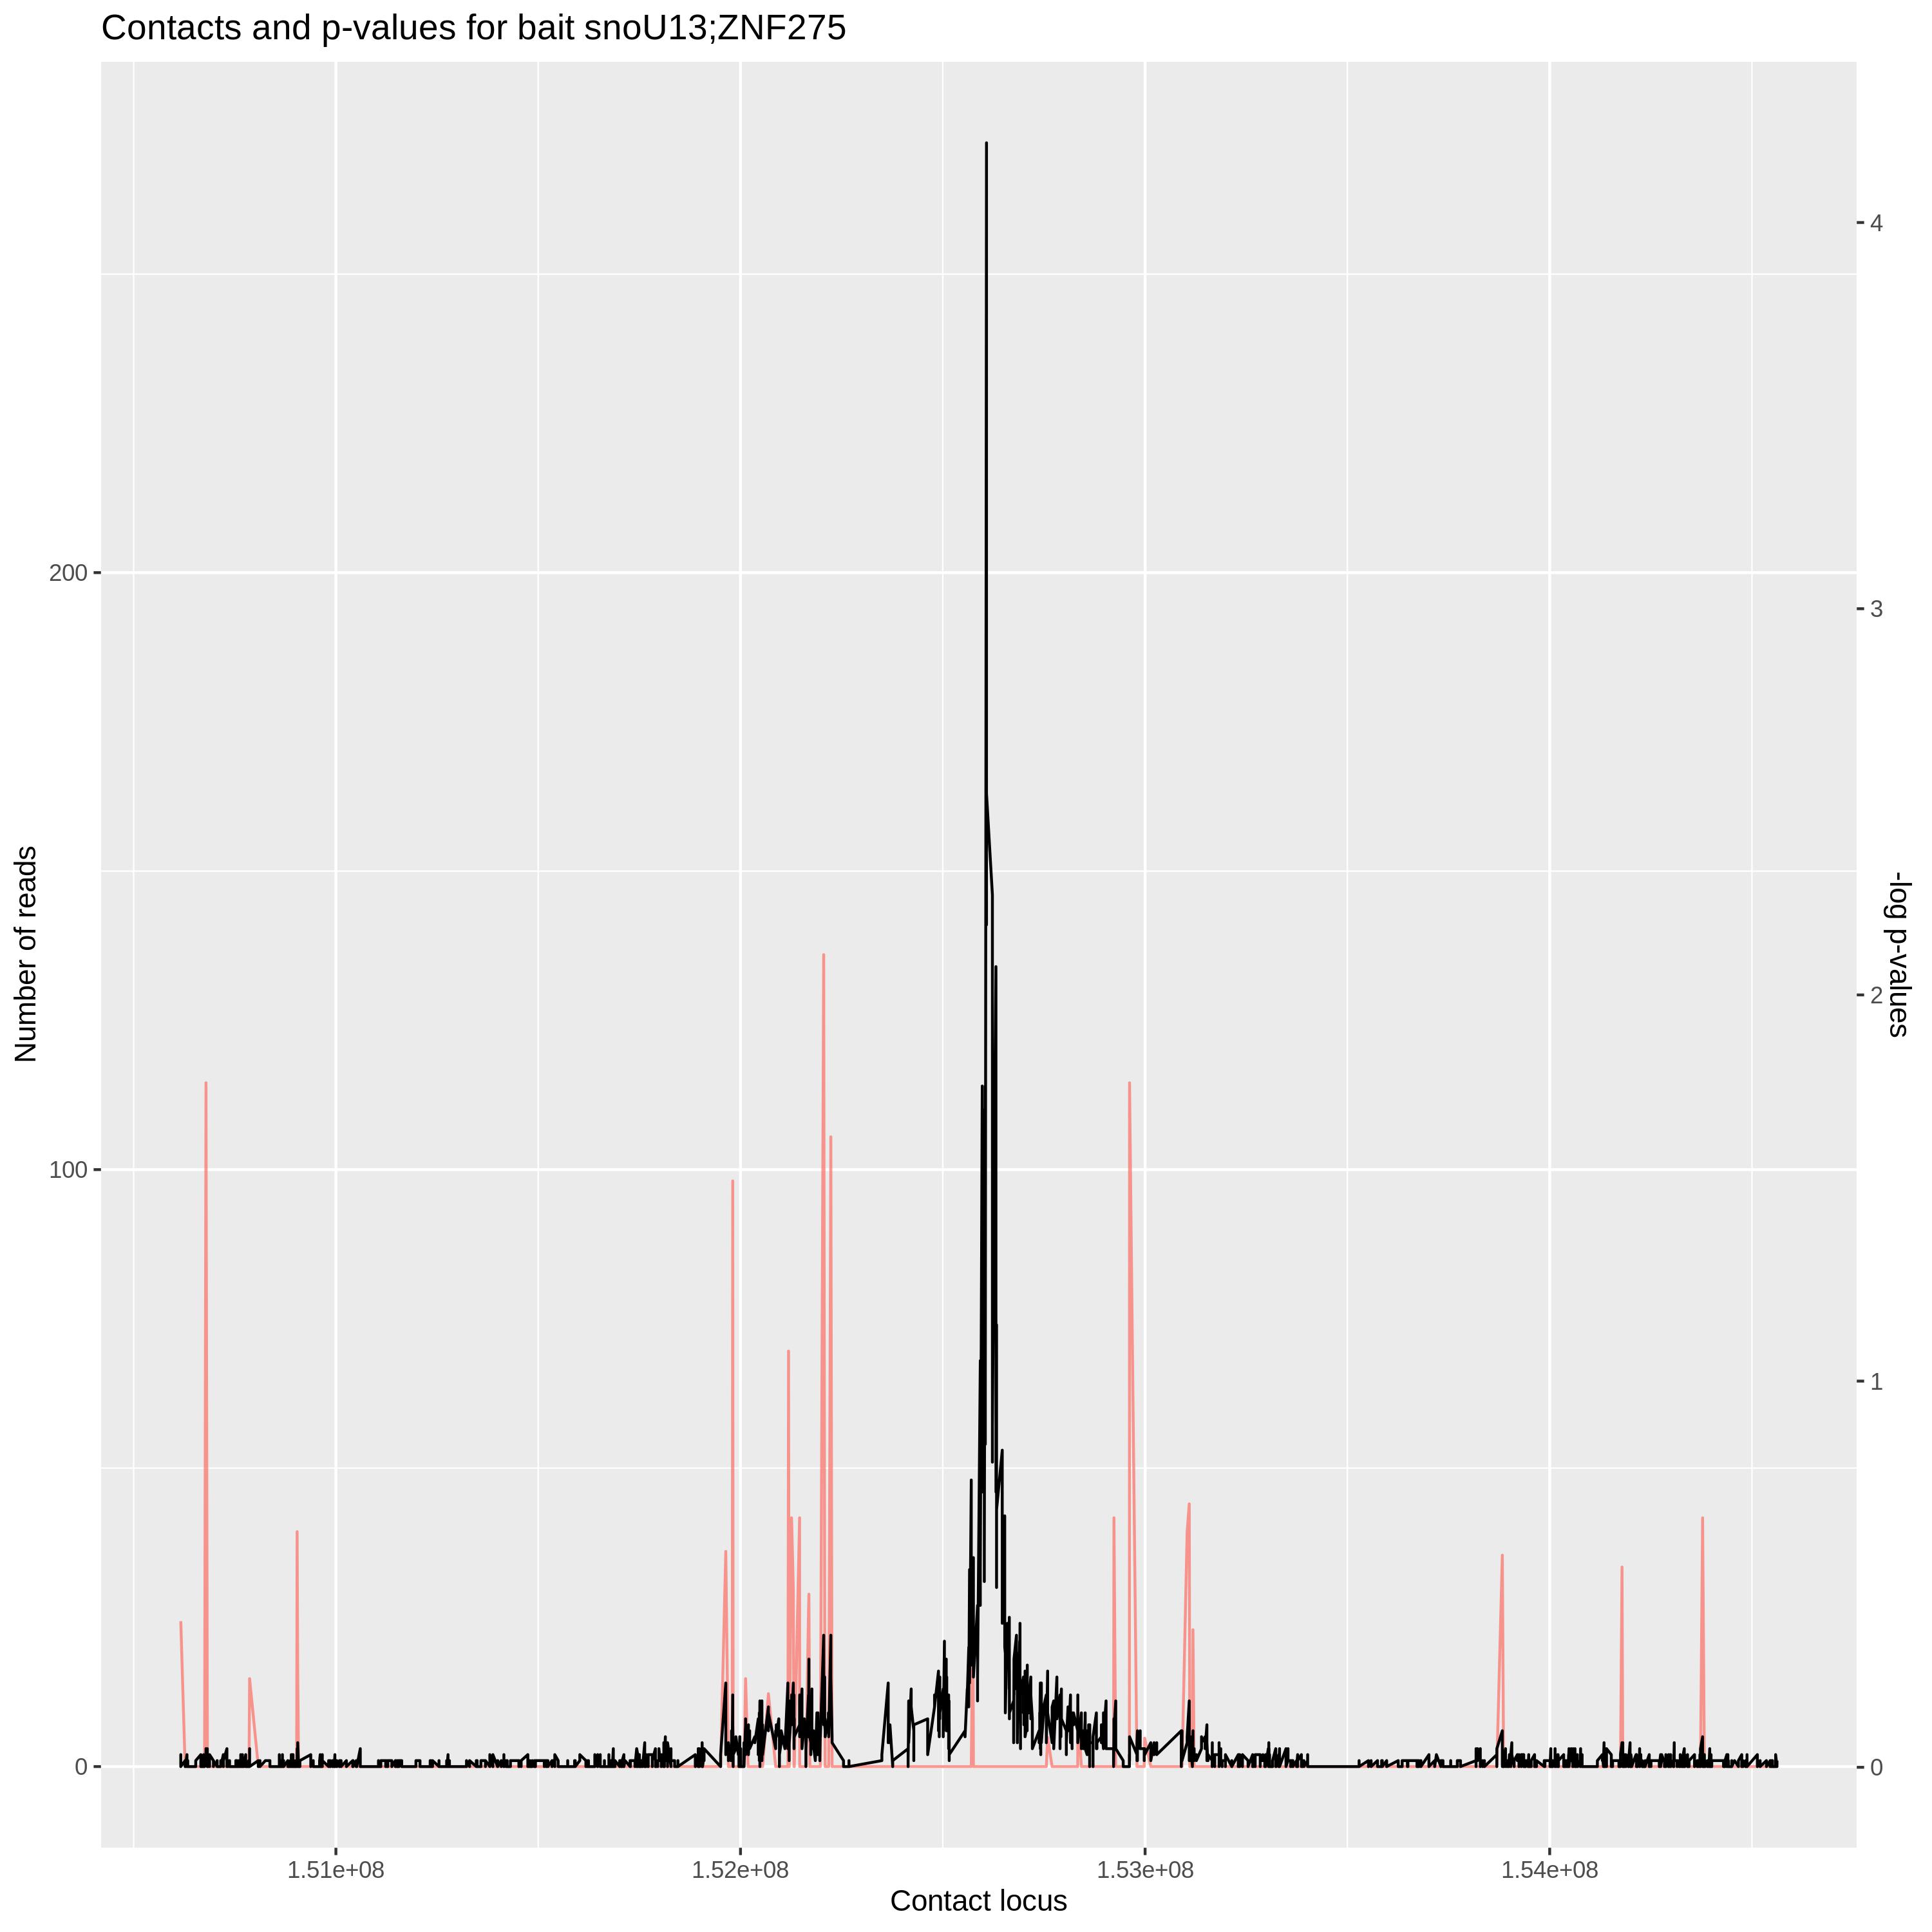 Contacts and p-values for bait snoU13;ZNF275
Number of reads
200
100
0
4
3
2
1
0
-log p-values
1.51e+08
1.52e+08
1.53e+08
1.54e+08
Contact locus